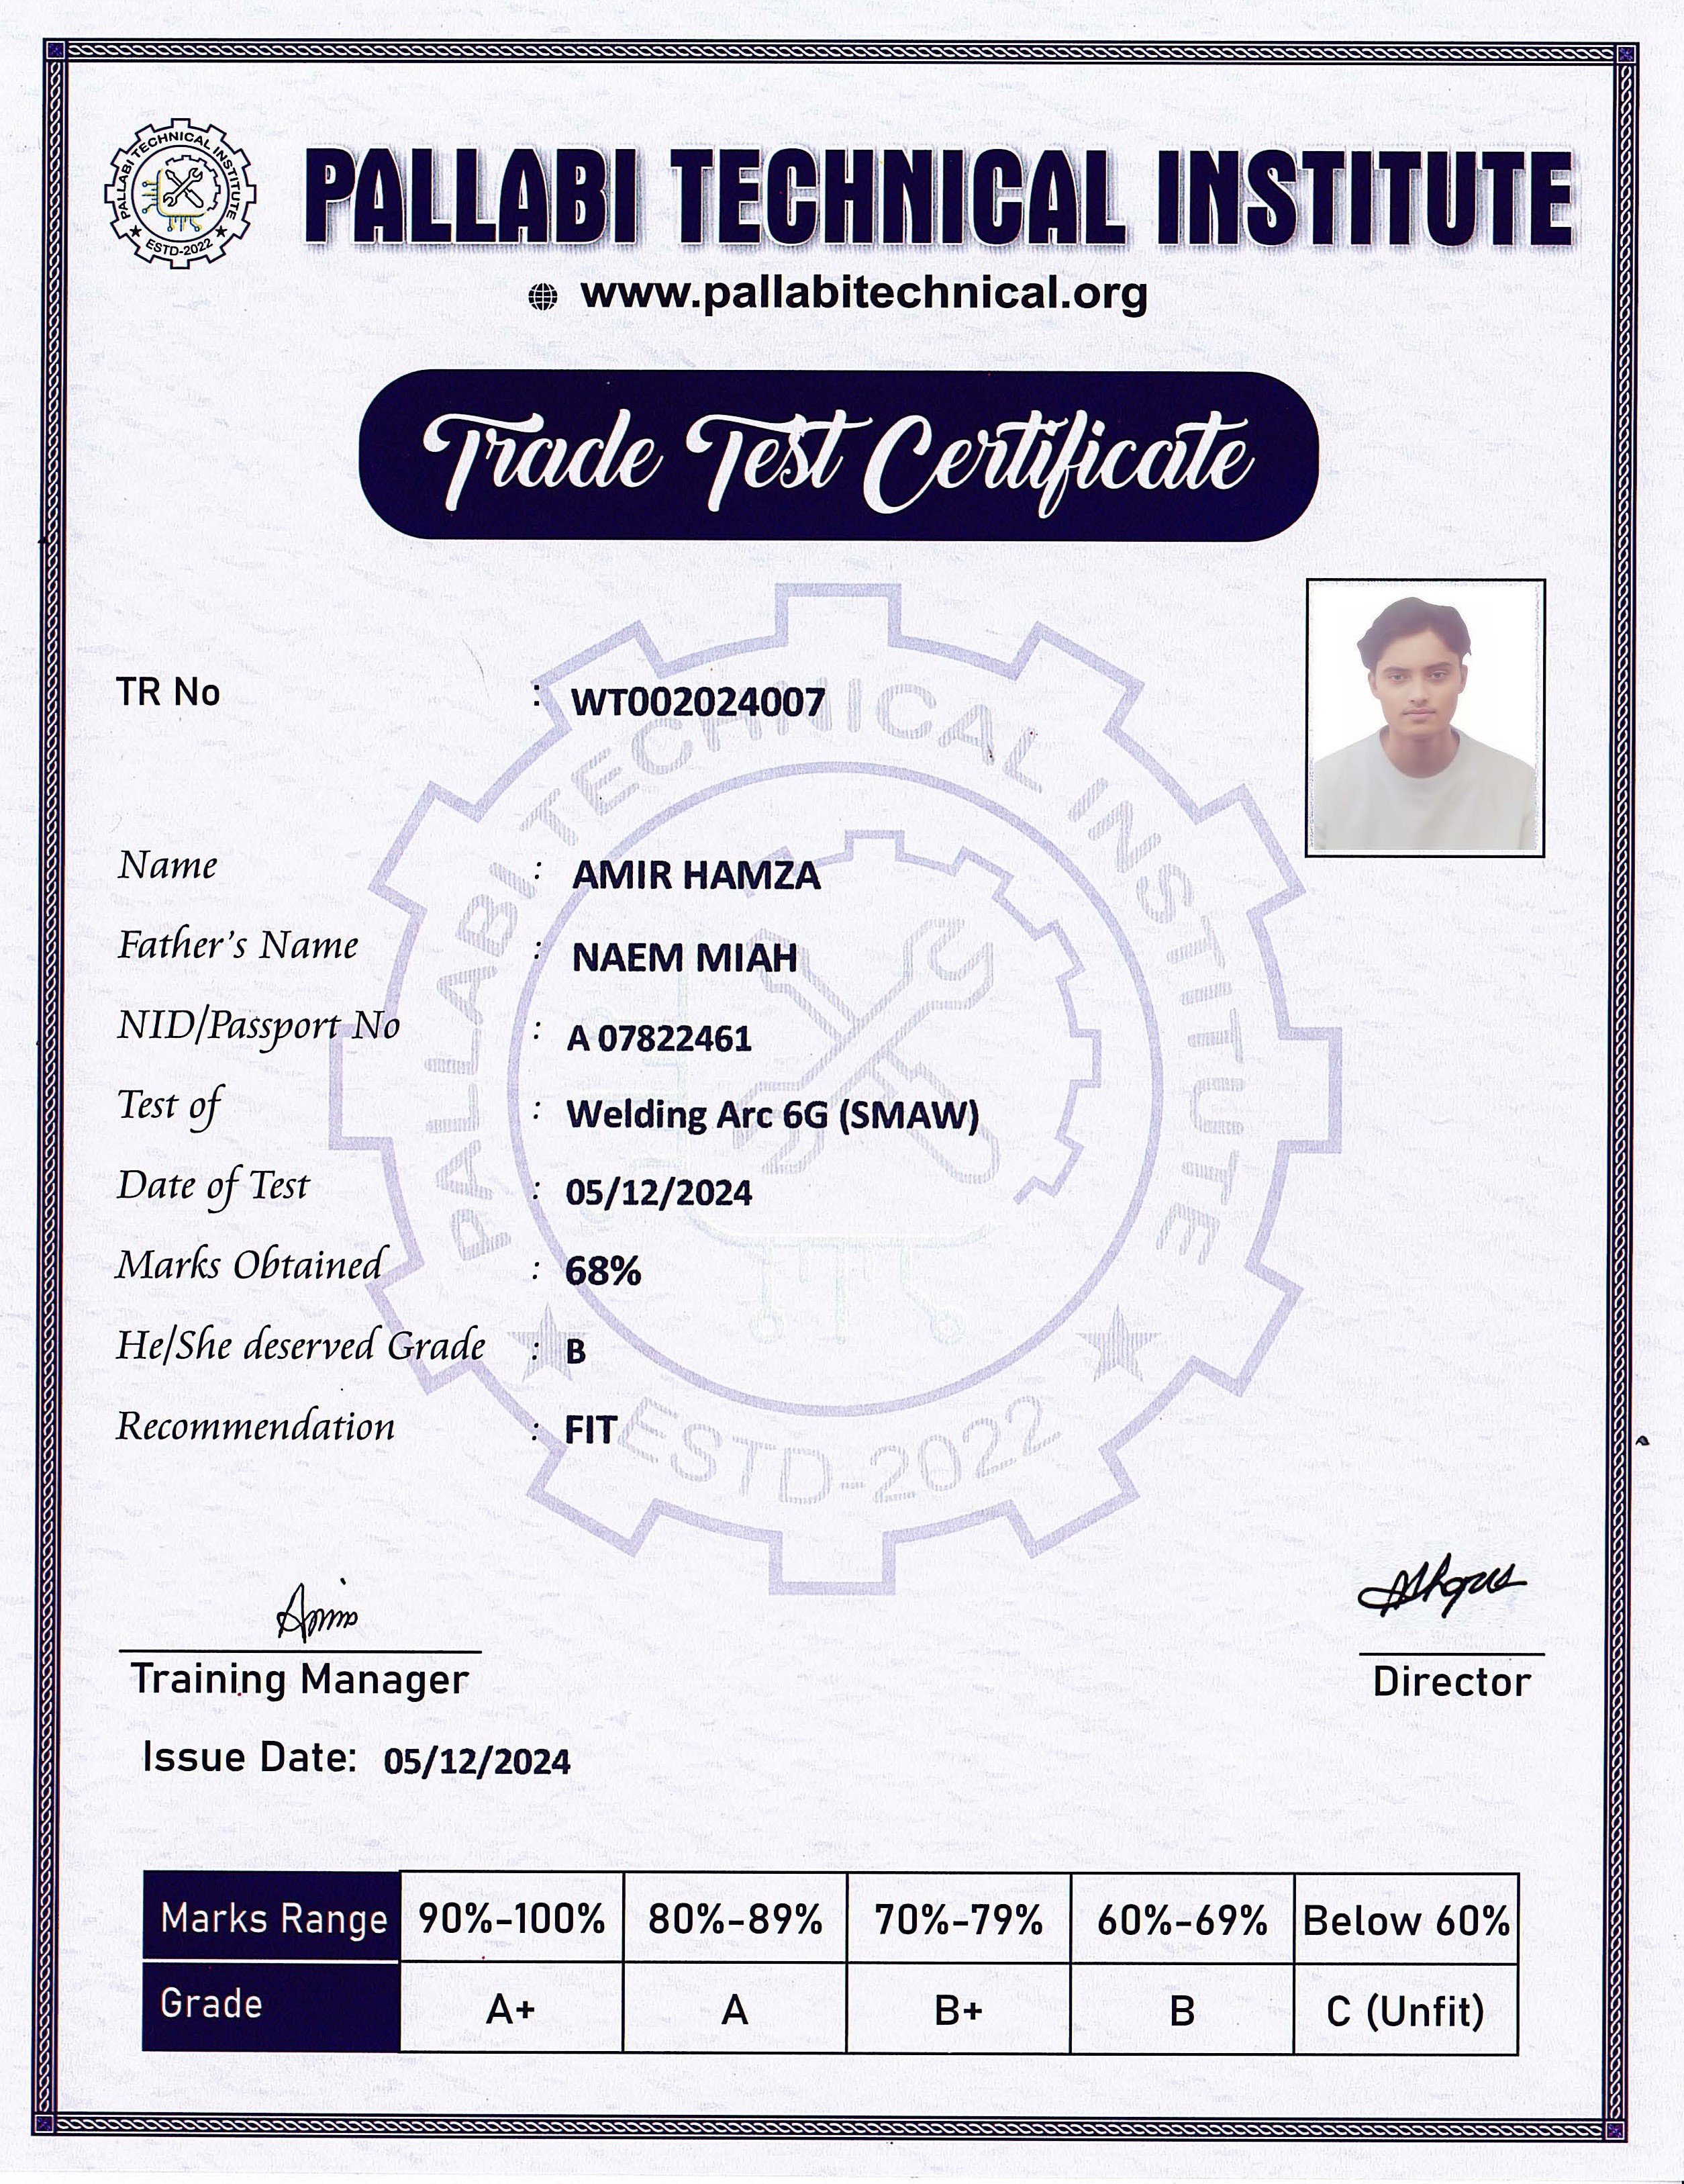 PALLABI TECHNICAL INSTITUTE
ESTD-2022
PALLABI TECHNICAL INSTITUTE
www.pallabitechnical.org
Trade Test Certificate
TR No : WT002024007
Name : AMIR HAMZA
Father's Name : NAEM MIAH
NID/Passport No : A 07822461
Test of : Welding Arc 6G (SMAW)
Date of Test : 05/12/2024
Marks Obtained : 68%
He/She deserved Grade : B
Recommendation : FIT
PALLABI TECHNICAL INSTITUTE
ESTD-2022
Training Manager
Director
Issue Date: 05/12/2024
Marks Range 90%-100% 80%-89% 70%-79% 60%-69% Below 60%
Grade A+ A B+ B C (Unfit)